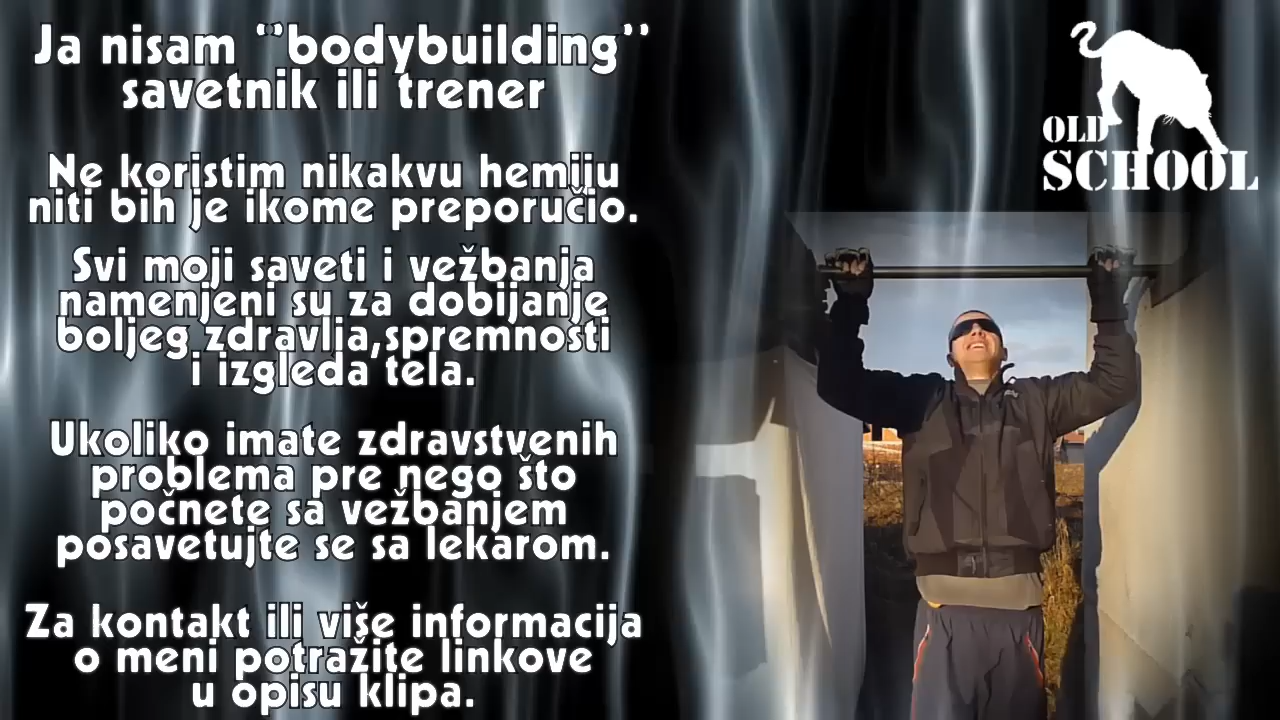 Ja nisam ``bodybuilding´´
savetnik ili trener
Ne koristim nikakvu hemiju
niti bih je ikome preporučio.
Svi moji saveti i vežbanja
namenjeni su za dobijanje
boljeg zdravlja,spremnosti
i izgleda tela.
Ukoliko imate zdravstvenih
problema pre nego što
počnete sa vežbanjem
posavetujte se sa lekarom.
Za kontakt ili više informacija
o meni potražite linkove
u opisu klipa.
OLD
SCHOOL